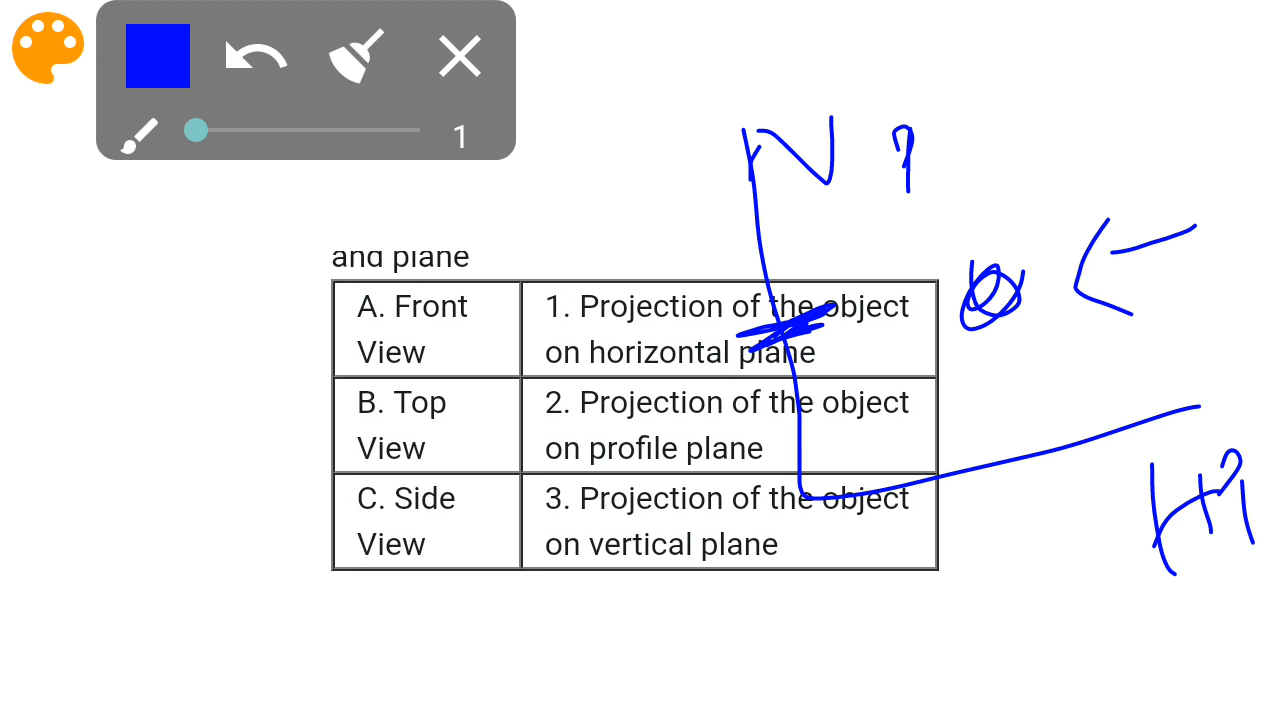 1
and plane
A. Front View
1. Projection of the object on horizontal plane
B. Top View
2. Projection of the object on profile plane
C. Side View
3. Projection of the object on vertical plane